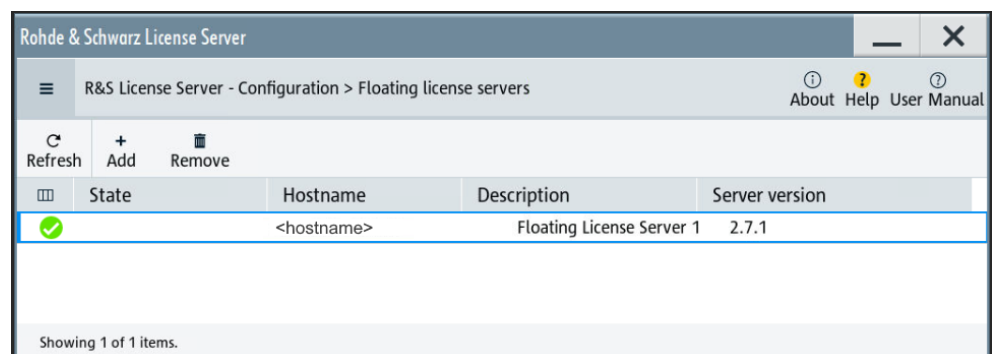 Rohde & Schwarz License Server
R&S License Server - Configuration > Floating license servers
About Help User Manual
Refresh Add Remove
State Hostname Description Server version
<hostname> Floating License Server 1 2.7.1
Showing 1 of 1 items.